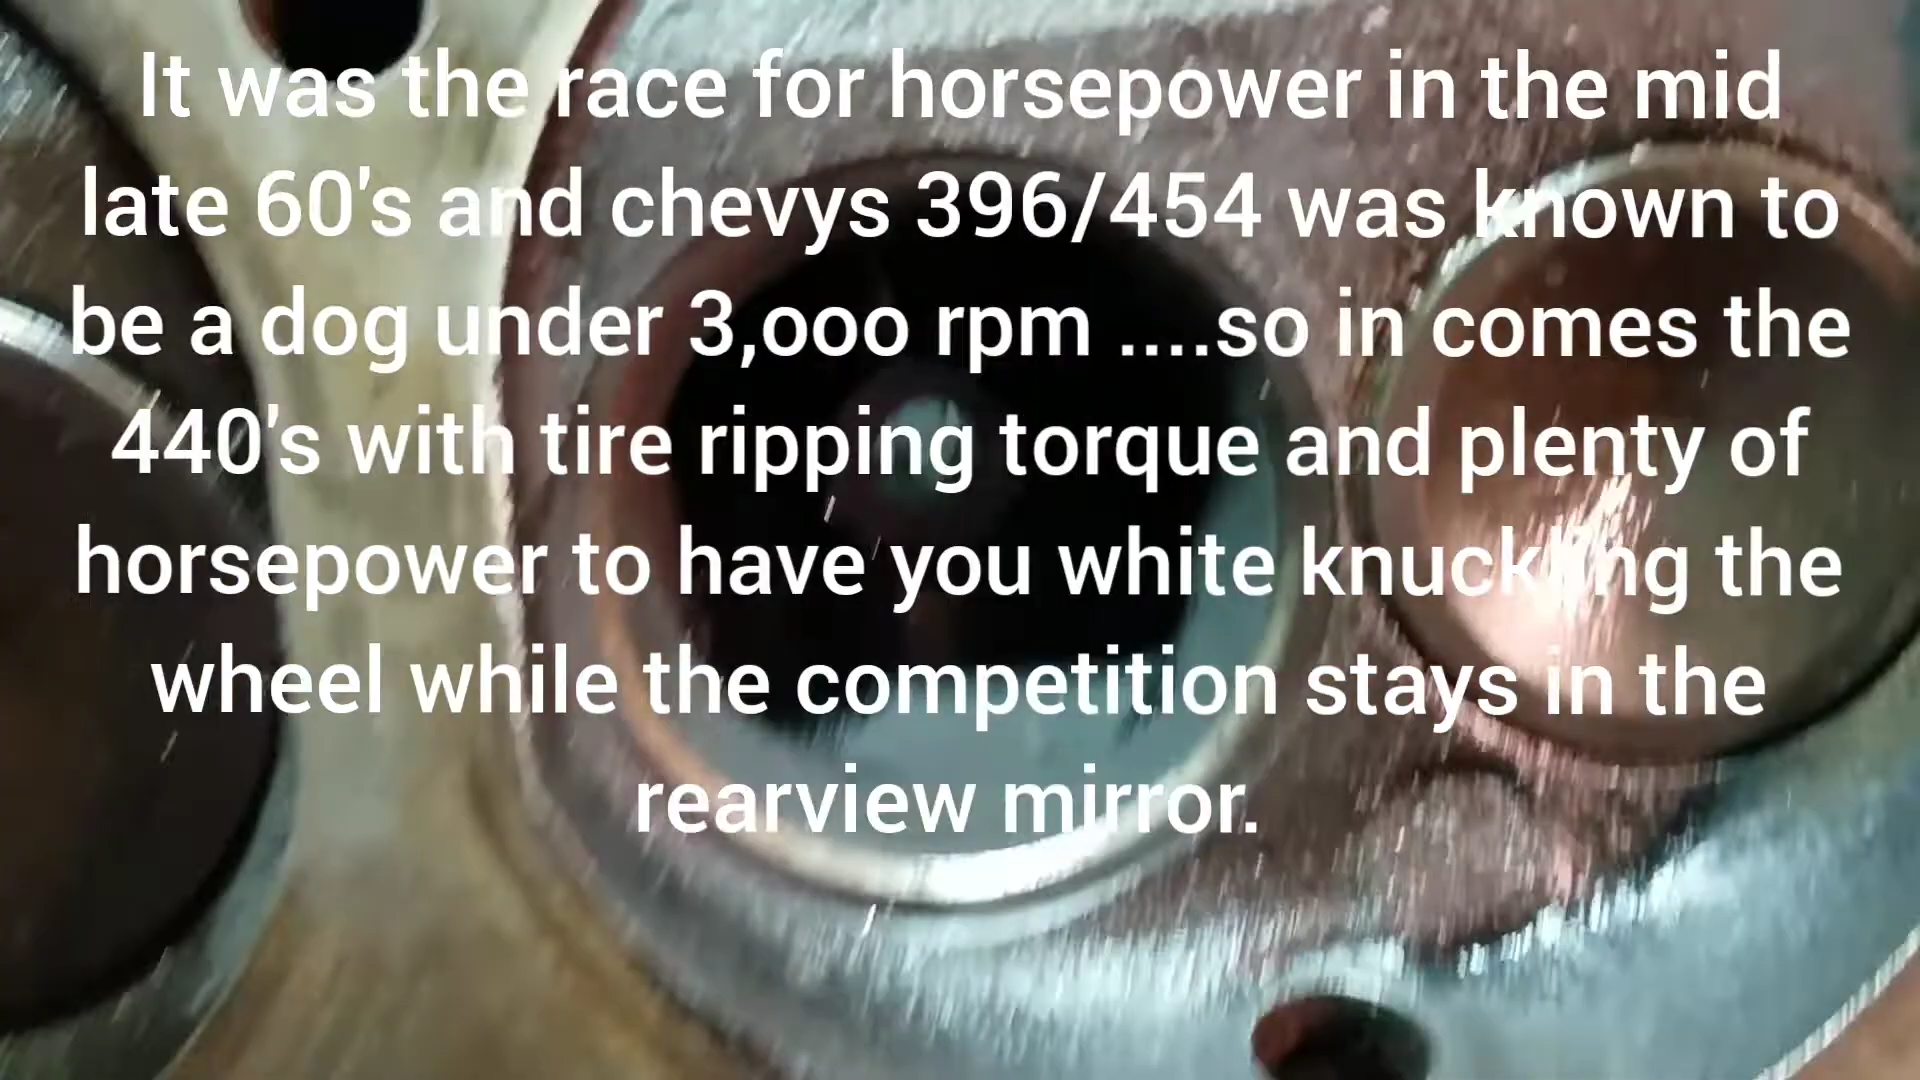 It was the race for horsepower in the mid
late 60's and chevys 396/454 was known to
be a dog under 3,ooo rpm ....so in comes the
440's with tire ripping torque and plenty of
horsepower to have you white knuckling the
wheel while the competition stays in the
rearview mirror.